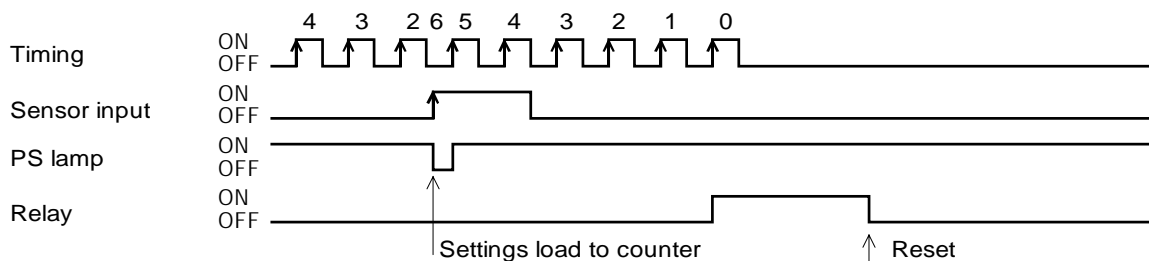 4 3 2 6 5 4 3 2 1 0
Timing ON
OFF
Sensor input ON
OFF
PS lamp ON
OFF
Relay ON
OFF
Settings load to counter Reset